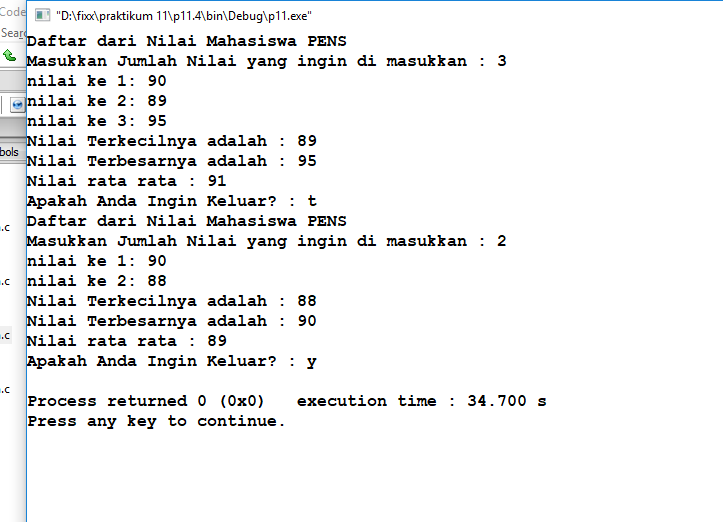 "D:\fixx\praktikum 11\p11.4\bin\Debug\p11.exe"
Code
Sear
bols
.c
.c
.c
.c
Daftar dari Nilai Mahasiswa PENS
Masukkan Jumlah Nilai yang ingin di masukkan : 3
nilai ke 1: 90
nilai ke 2: 89
nilai ke 3: 95
Nilai Terkecilnya adalah : 89
Nilai Terbesarnya adalah : 95
Nilai rata rata : 91
Apakah Anda Ingin Keluar? : t
Daftar dari Nilai Mahasiswa PENS
Masukkan Jumlah Nilai yang ingin di masukkan : 2
nilai ke 1: 90
nilai ke 2: 88
Nilai Terkecilnya adalah : 88
Nilai Terbesarnya adalah : 90
Nilai rata rata : 89
Apakah Anda Ingin Keluar? : y
Process returned 0 (0x0)   execution time : 34.700 s
Press any key to continue.